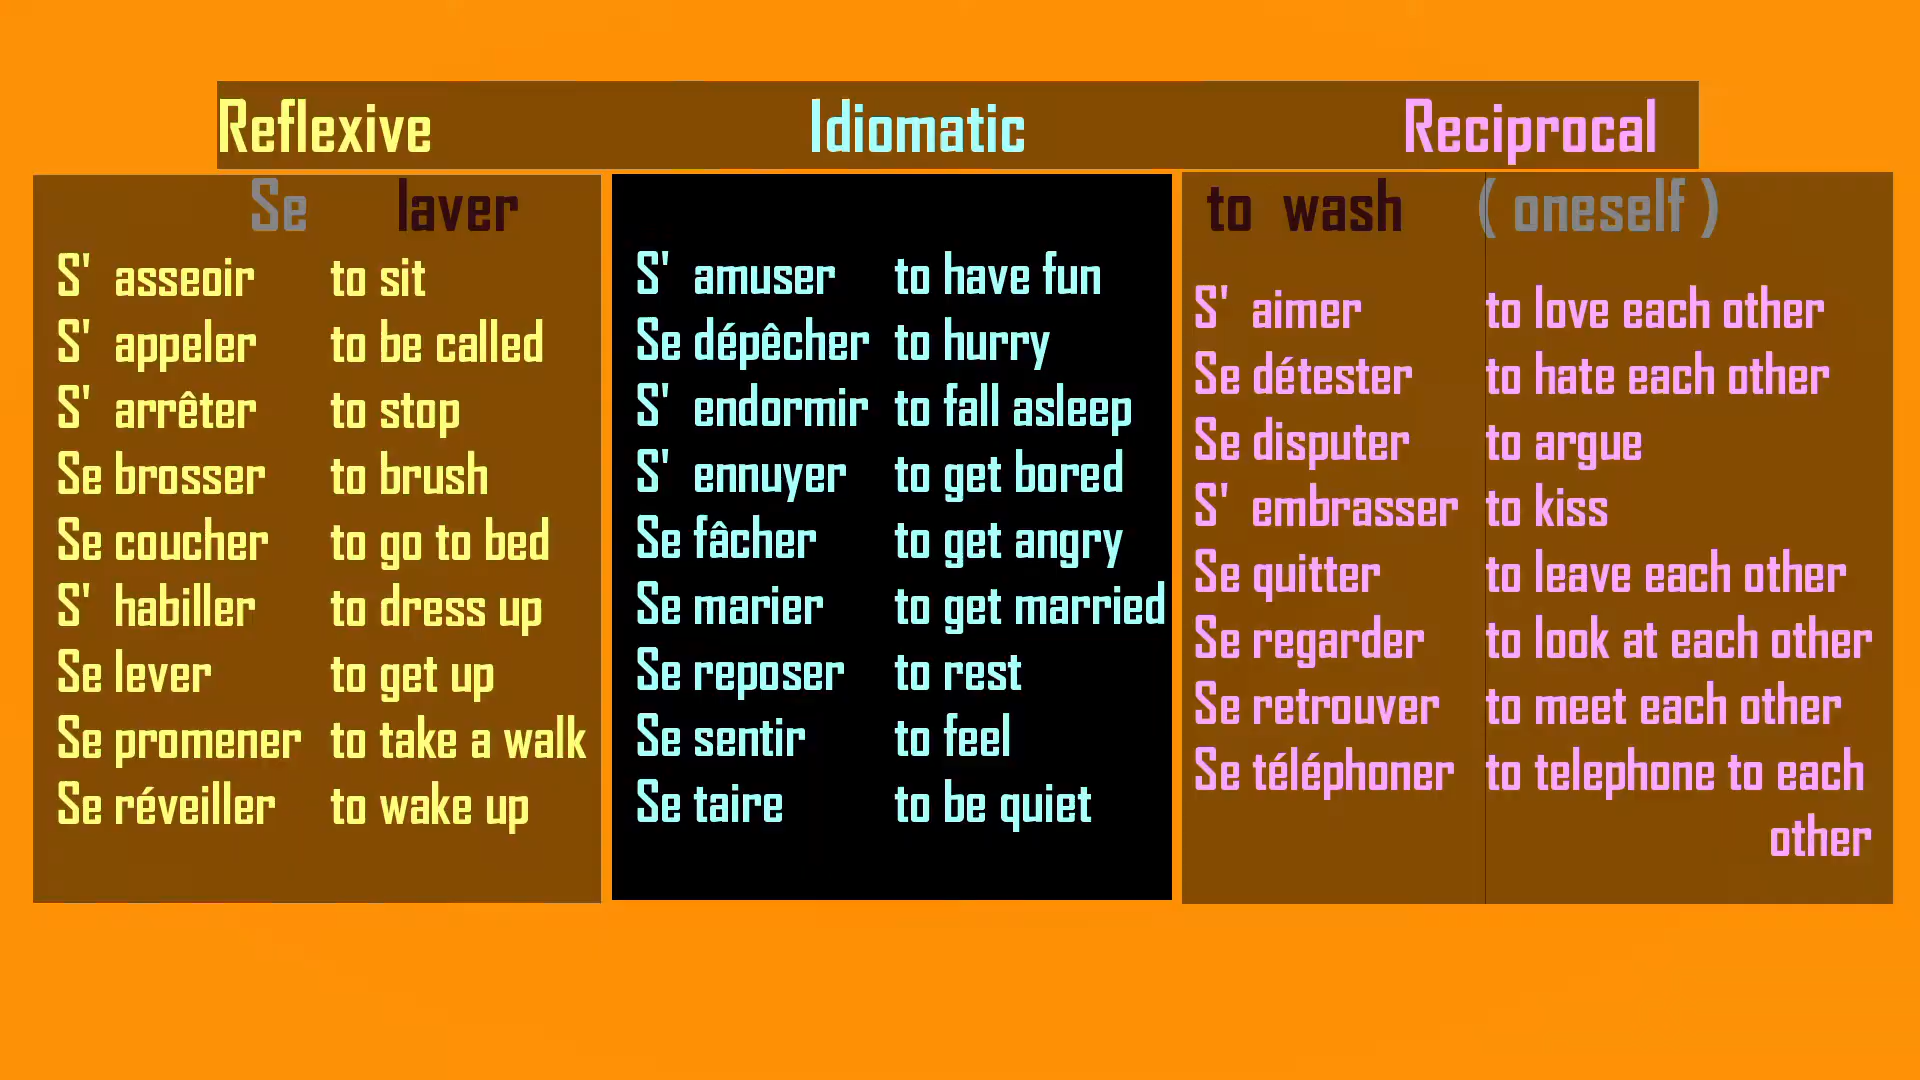 Reflexive Idiomatic Reciprocal
Se laver to wash ( oneself )
S' asseoir to sit
S' appeler to be called
S' arrêter to stop
Se brosser to brush
Se coucher to go to bed
S' habiller to dress up
Se lever to get up
Se promener to take a walk
Se réveiller to wake up
S' amuser to have fun
Se dépêcher to hurry
S' endormir to fall asleep
S' ennuyer to get bored
Se fâcher to get angry
Se marier to get married
Se reposer to rest
Se sentir to feel
Se taire to be quiet
S' aimer to love each other
Se détester to hate each other
Se disputer to argue
S' embrasser to kiss
Se quitter to leave each other
Se regarder to look at each other
Se retrouver to meet each other
Se téléphoner to telephone to each
other